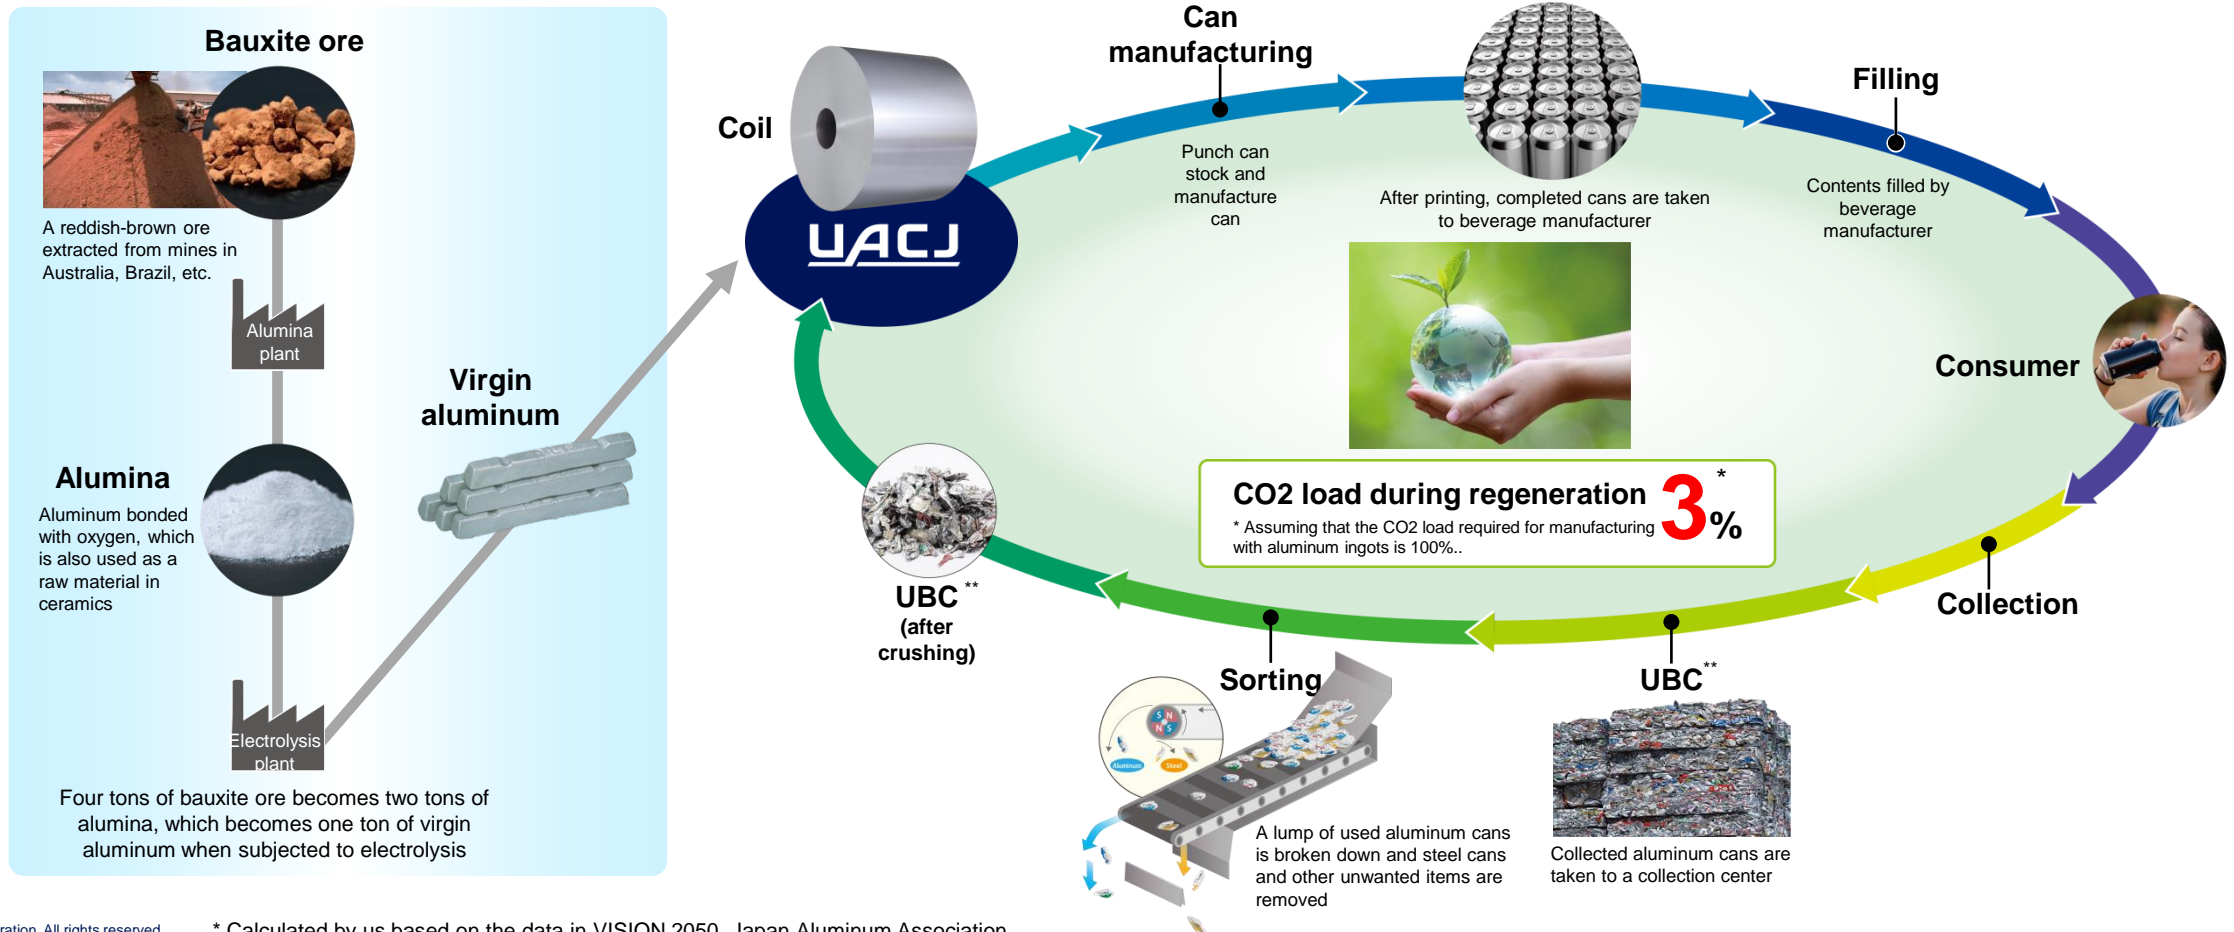 Bauxite ore
A reddish-brown ore
extracted from mines in
Australia, Brazil, etc.
Alumina
plant
Alumina
Aluminum bonded
with oxygen, which
is also used as a
raw material in
ceramics
Electrolysis
plant
Four tons of bauxite ore becomes two tons of
alumina, which becomes one ton of virgin
aluminum when subjected to electrolysis
Virgin
aluminum
Coil
UACJ
Can
manufacturing
Punch can
stock and
manufacture
can
After printing, completed cans are taken
to beverage manufacturer
Filling
Contents filled by
beverage
manufacturer
Consumer
CO2 load during regeneration 3%*
* Assuming that the CO2 load required for manufacturing
with aluminum ingots is 100%..
Collection
UBC**
Collected aluminum cans are
taken to a collection center
Sorting
S N
N S
Aluminum
Steel
A lump of used aluminum cans
is broken down and steel cans
and other unwanted items are
removed
UBC**
(after
crushing)
ration. All rights reserved
* Calculated by us based on the data in VISION 2050, Japan Aluminum Association